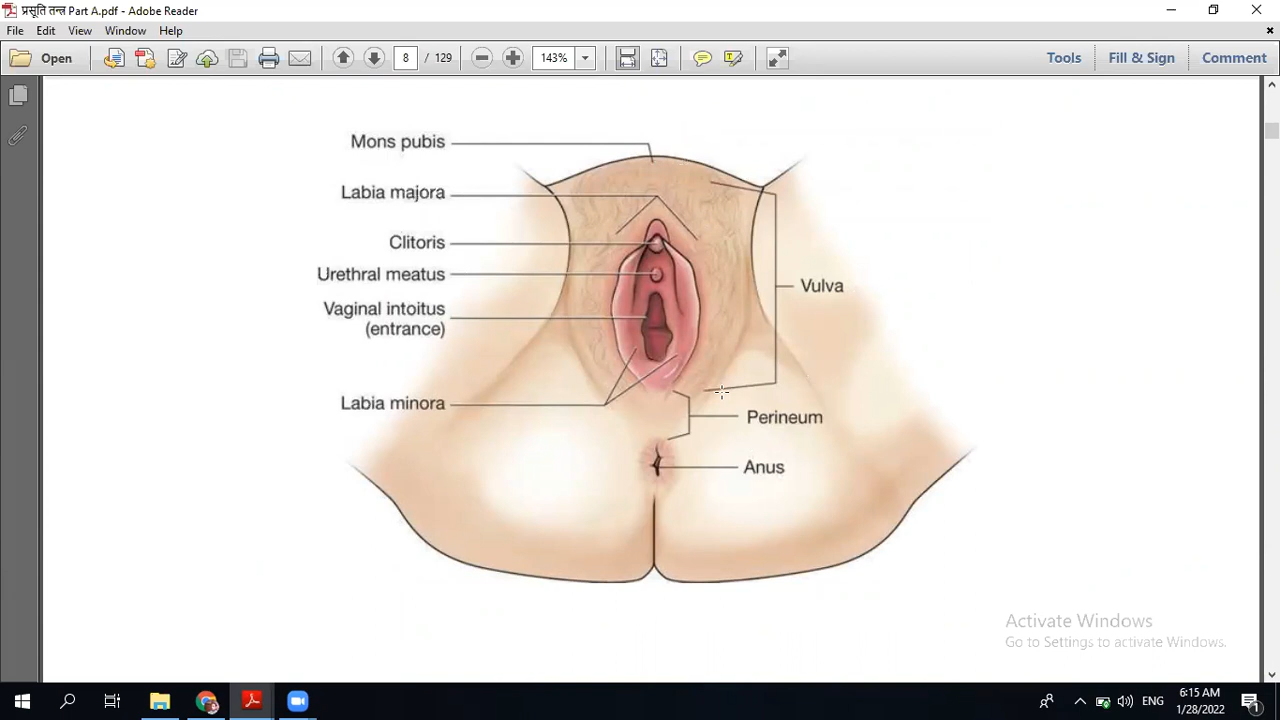 प्रसूति तन्त्र Part A.pdf - Adobe Reader
File Edit View Window Help
Open 8 / 129 143% Tools Fill & Sign Comment
Mons pubis
Labia majora
Clitoris
Urethral meatus
Vaginal intoitus
(entrance)
Vulva
Labia minora
Perineum
Anus
Activate Windows
Go to Settings to activate Windows.
ENG
6:15 AM
1/28/2022
1